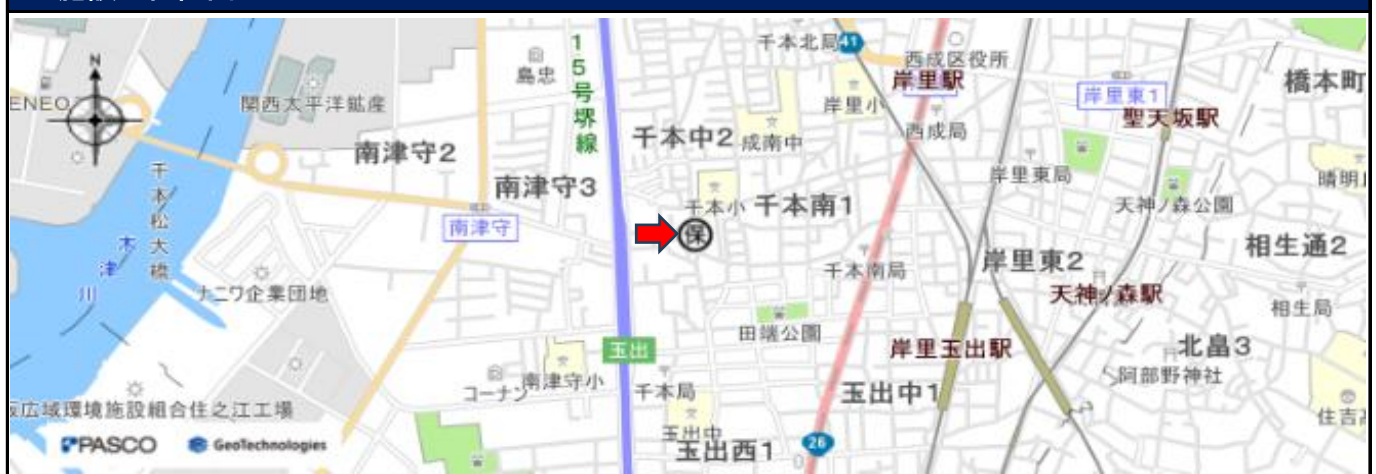 千本北局
41
西成区役所
岸里駅
橋本町
ENEO
N
関西太平洋鉱産
島忠
15号堺線
岸里小
岸里東1
聖天坂駅
千本中2
成南中
西成局
南津守2
南津守3
千本小
千本南1
岸里東局
天神ノ森公園
晴明
千本松大橋
南津守
保
相生通2
木津川
ナニワ企業団地
千本南局
岸里東2
天神ノ森駅
相生局
田端公園
玉出
岸里玉出駅
北畠3
コーナン
南津守小
千本局
玉出中1
阿部野神社
広域環境施設組合住之江工場
住吉
PASCO
GeoTechnologies
玉出中
玉出西1
26